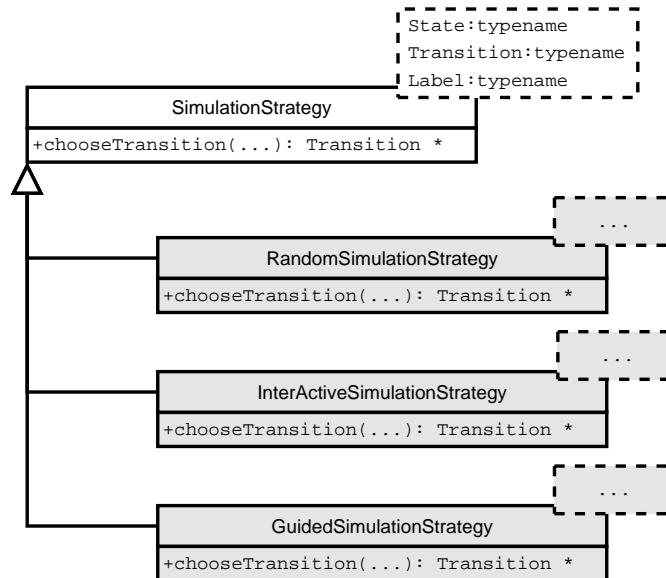 State:typename
Transition:typename
Label:typename
SimulationStrategy
+chooseTransition(...): Transition *
...
RandomSimulationStrategy
+chooseTransition(...): Transition *
...
InterActiveSimulationStrategy
+chooseTransition(...): Transition *
...
GuidedSimulationStrategy
+chooseTransition(...): Transition *